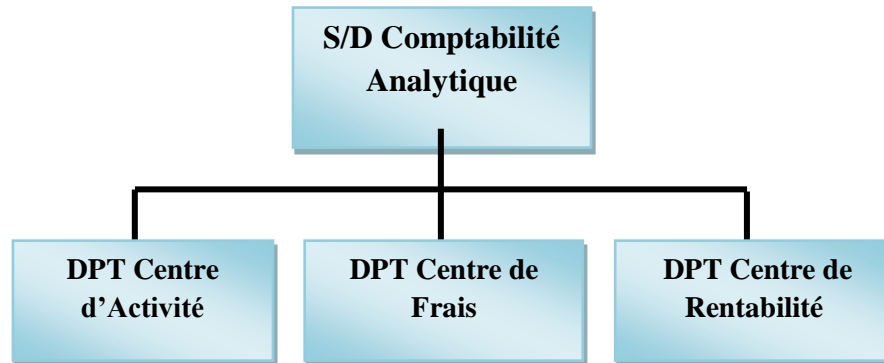 S/D Comptabilité
Analytique
DPT Centre
d’Activité
DPT Centre de
Frais
DPT Centre de
Rentabilité